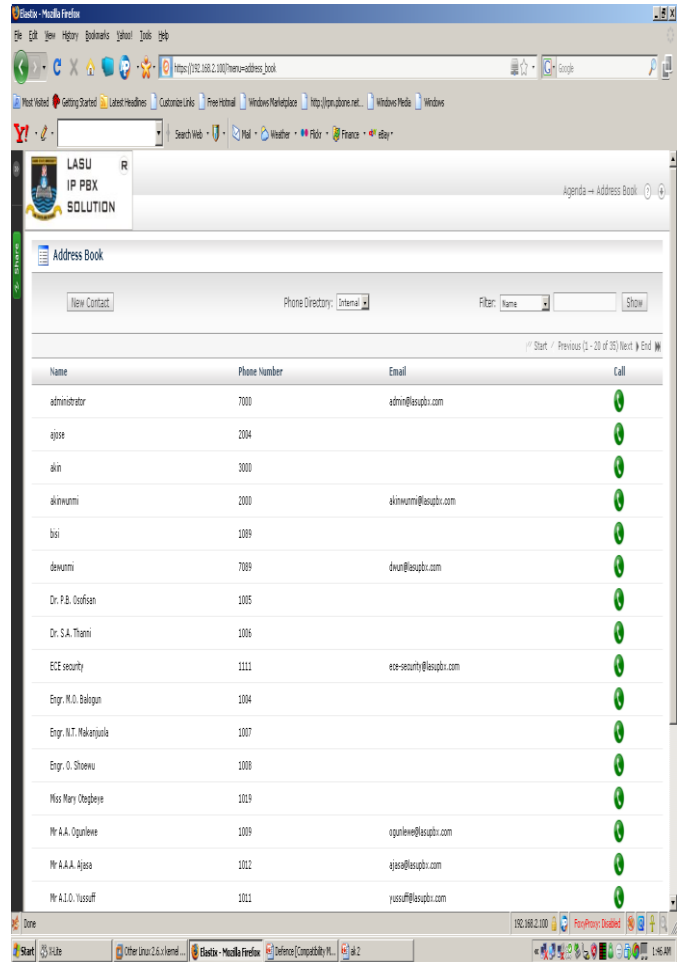 Elastix - Mozilla Firefox
File Edit View History Bookmarks Yahoo! Tools Help
https://192.168.2.100/?menu=address_book
Google
Most Visited Getting Started Latest Headlines Customize Links Free Hotmail Windows Marketplace http://rpm.pbone.net... Windows Media Windows
Search Web Mail Weather Flickr Finance eBay
LASU R
IP PBX
SOLUTION
Agenda → Address Book
Share
Address Book
New Contact Phone Directory: Internal Filter: Name Show
Start Previous (1 - 20 of 35) Next End
Name Phone Number Email Call
administrator 7000 admin@lasupbx.com
ajose 2004
akin 3000
akinwunmi 2000 akinwunmi@lasupbx.com
bisi 1089
dewunmi 7089 dwun@lasupbx.com
Dr. P.B. Osofisan 1005
Dr. S.A. Thanni 1006
ECE security 1111 ece-security@lasupbx.com
Engr. M.O. Balogun 1004
Engr. N.T. Makanjuola 1007
Engr. O. Shoewu 1008
Miss Mary Otegbeye 1019
Mr A.A. Ogunlewe 1009 ogunlewe@lasupbx.com
Mr A.A.A. Ajasa 1012 ajasa@lasupbx.com
Mr A.I.O. Yussuff 1011 yussuff@lasupbx.com
Done 192.168.2.100 FoxyProxy: Disabled
Start X-Lite Other Linux 2.6.x kernel ... Elastix - Mozilla Firefox Defence [Compatibility M... ak2 1:46 AM